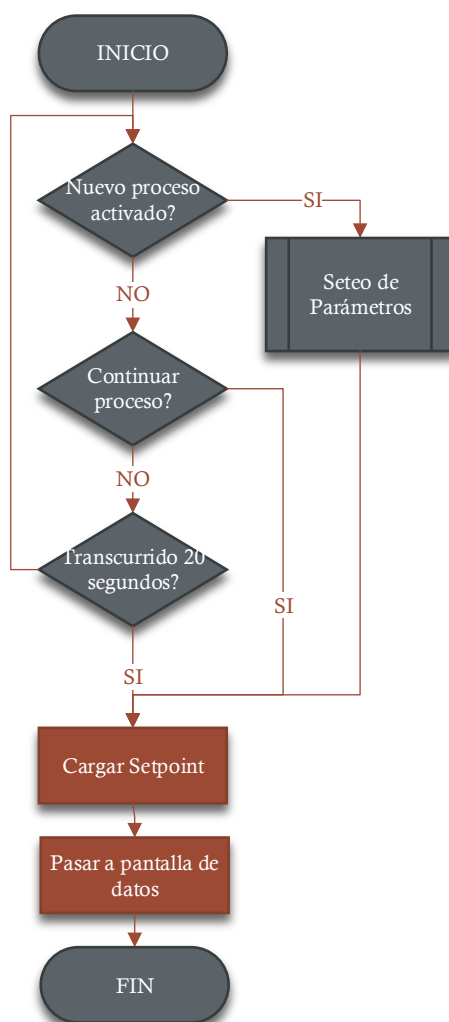 INICIO
Nuevo proceso
activado?
SI
Seteo de
Parámetros
NO
Continuar
proceso?
NO
Transcurrido 20
segundos?
SI
SI
Cargar Setpoint
Pasar a pantalla de
datos
FIN